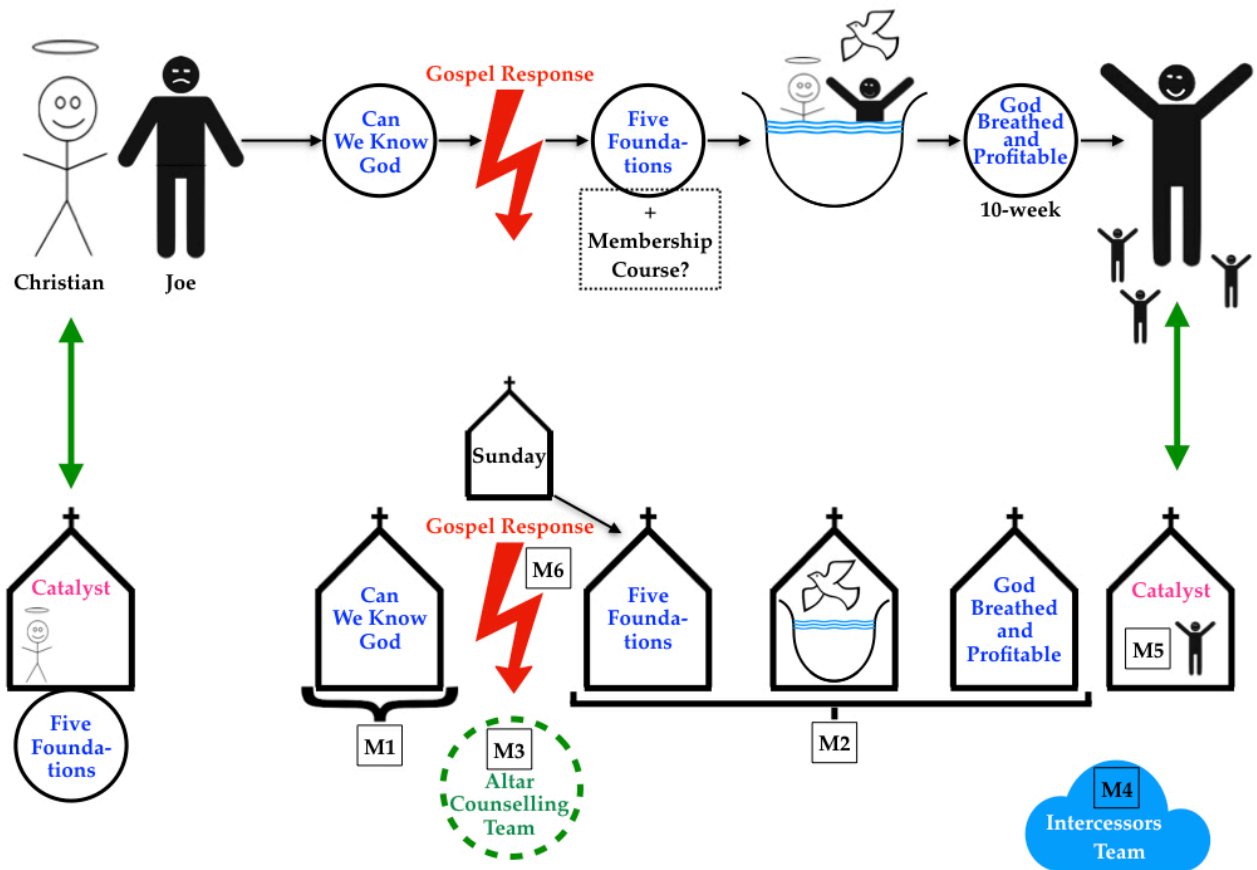 Gospel Response
Can
We Know
God
Five
Founda-
tions
God
Breathed
and
Profitable
+
Membership
Course?
10-week
Christian
Joe
Sunday
Gospel Response
Catalyst
Can
We Know
God
M6
Five
Founda-
tions
God
Breathed
and
Profitable
Catalyst
M5
Five
Founda-
tions
M1
M3
Altar
Counselling
Team
M2
M4
Intercessors
Team